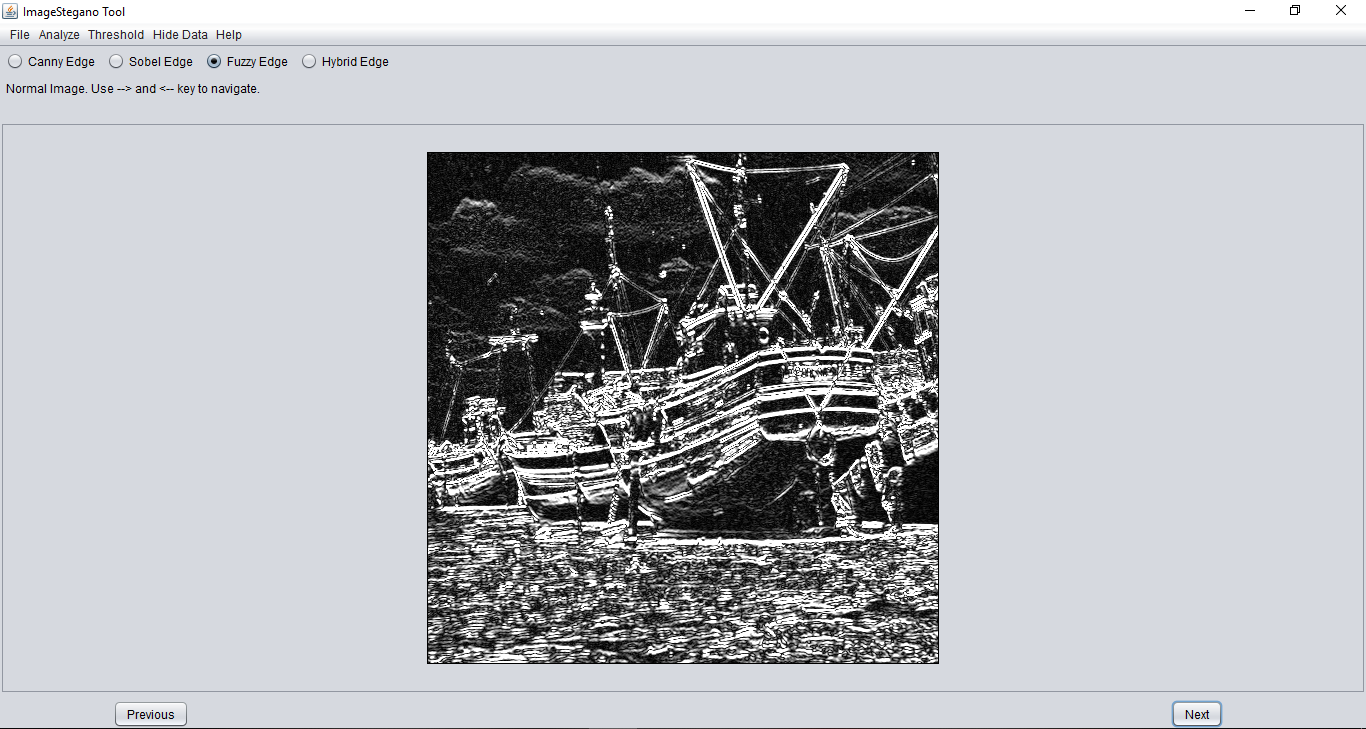 ImageStegano Tool
File Analyze Threshold Hide Data Help
Canny Edge Sobel Edge Fuzzy Edge Hybrid Edge
Normal Image. Use --> and <-- key to navigate.
Previous Next